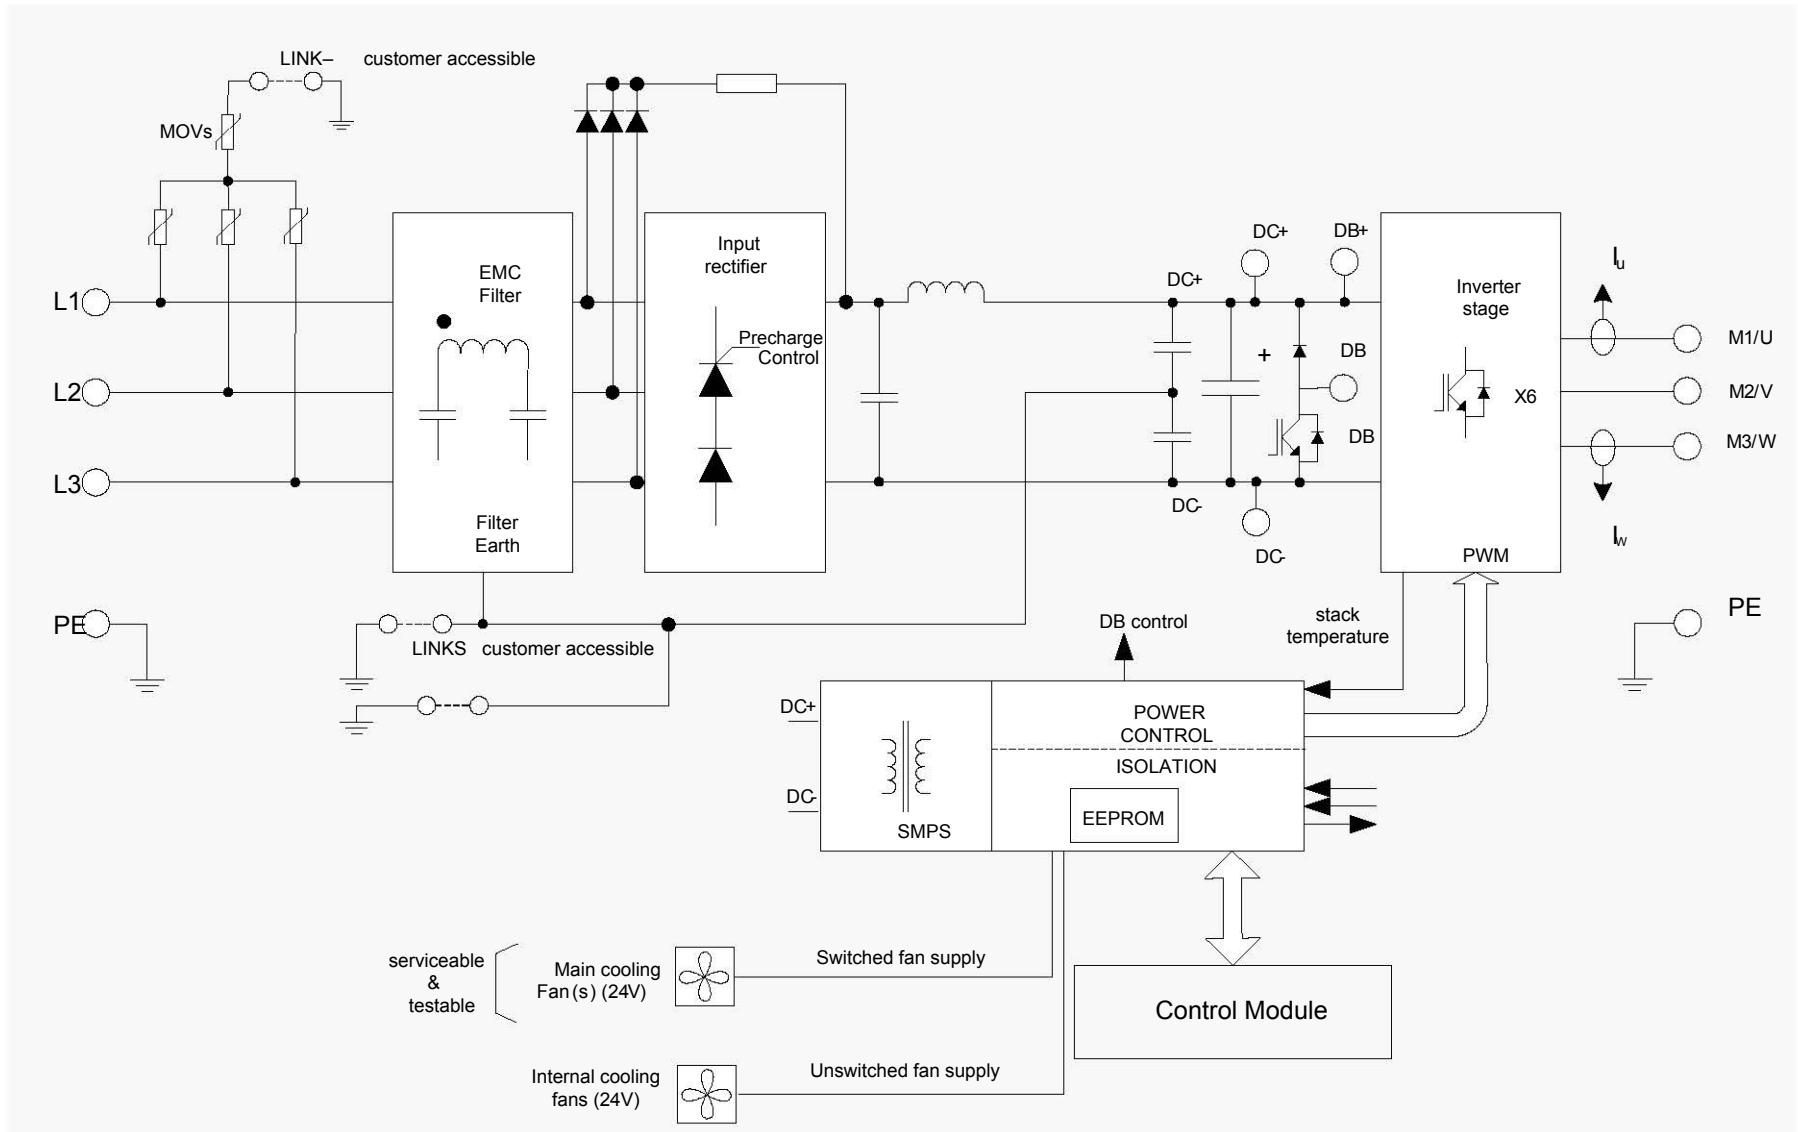 LINK– customer accessible
MOVs
L1
L2
L3
PE
EMC
Filter
Filter
Earth
Input
rectifier
Precharge
Control
LINKS customer accessible
DC+
DC-
DC+
DB+
+
DB
DB
DC-
Inverter
stage
X6
PWM
Iu
M1/U
M2/V
M3/W
Iw
PE
DB control
stack
temperature
DC+
DC-
SMPS
POWER
CONTROL
ISOLATION
EEPROM
Control Module
serviceable
&
testable
Main cooling
Fan(s) (24V)
Switched fan supply
Internal cooling
fans (24V)
Unswitched fan supply